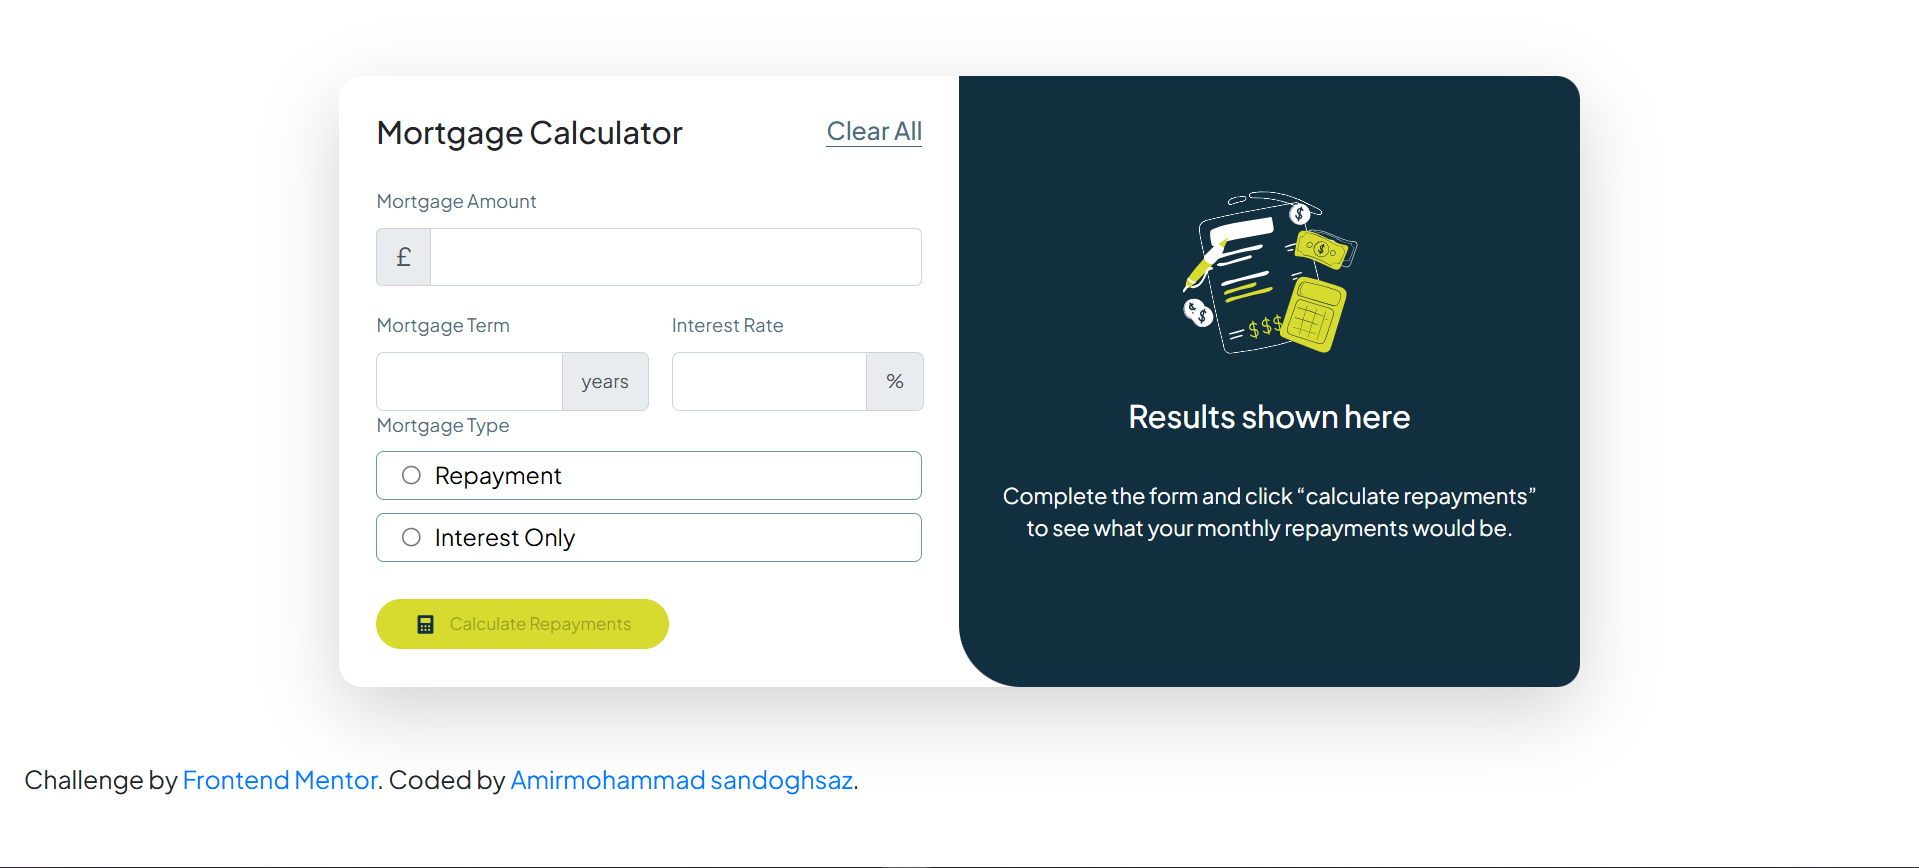 Mortgage Calculator
Clear All
Mortgage Amount
£
Mortgage Term
Interest Rate
years
%
Mortgage Type
Repayment
Interest Only
Calculate Repayments
$
$
$ $
$$$
Results shown here
Complete the form and click “calculate repayments”
to see what your monthly repayments would be.
Challenge by Frontend Mentor. Coded by Amirmohammad sandoghsaz.